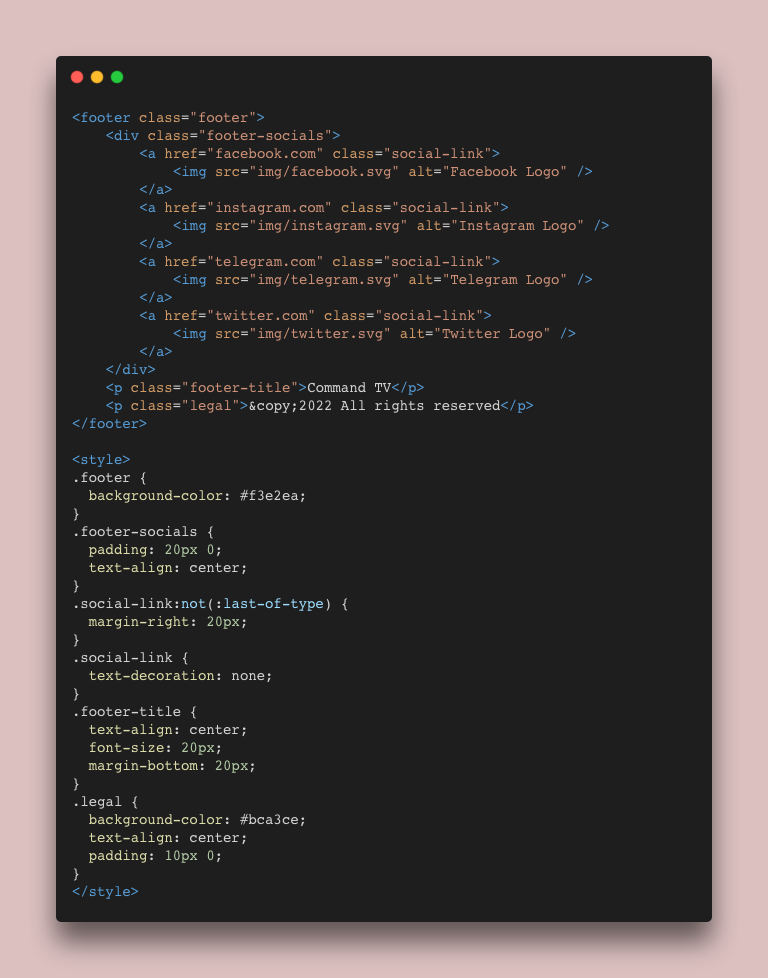 <footer class="footer">
    <div class="footer-socials">
        <a href="facebook.com" class="social-link">
            <img src="img/facebook.svg" alt="Facebook Logo" />
        </a>
        <a href="instagram.com" class="social-link">
            <img src="img/instagram.svg" alt="Instagram Logo" />
        </a>
        <a href="telegram.com" class="social-link">
            <img src="img/telegram.svg" alt="Telegram Logo" />
        </a>
        <a href="twitter.com" class="social-link">
            <img src="img/twitter.svg" alt="Twitter Logo" />
        </a>
    </div>
    <p class="footer-title">Command TV</p>
    <p class="legal">&copy;2022 All rights reserved</p>
</footer>

<style>
.footer {
  background-color: #f3e2ea;
}
.footer-socials {
  padding: 20px 0;
  text-align: center;
}
.social-link:not(:last-of-type) {
  margin-right: 20px;
}
.social-link {
  text-decoration: none;
}
.footer-title {
  text-align: center;
  font-size: 20px;
  margin-bottom: 20px;
}
.legal {
  background-color: #bca3ce;
  text-align: center;
  padding: 10px 0;
}
</style>